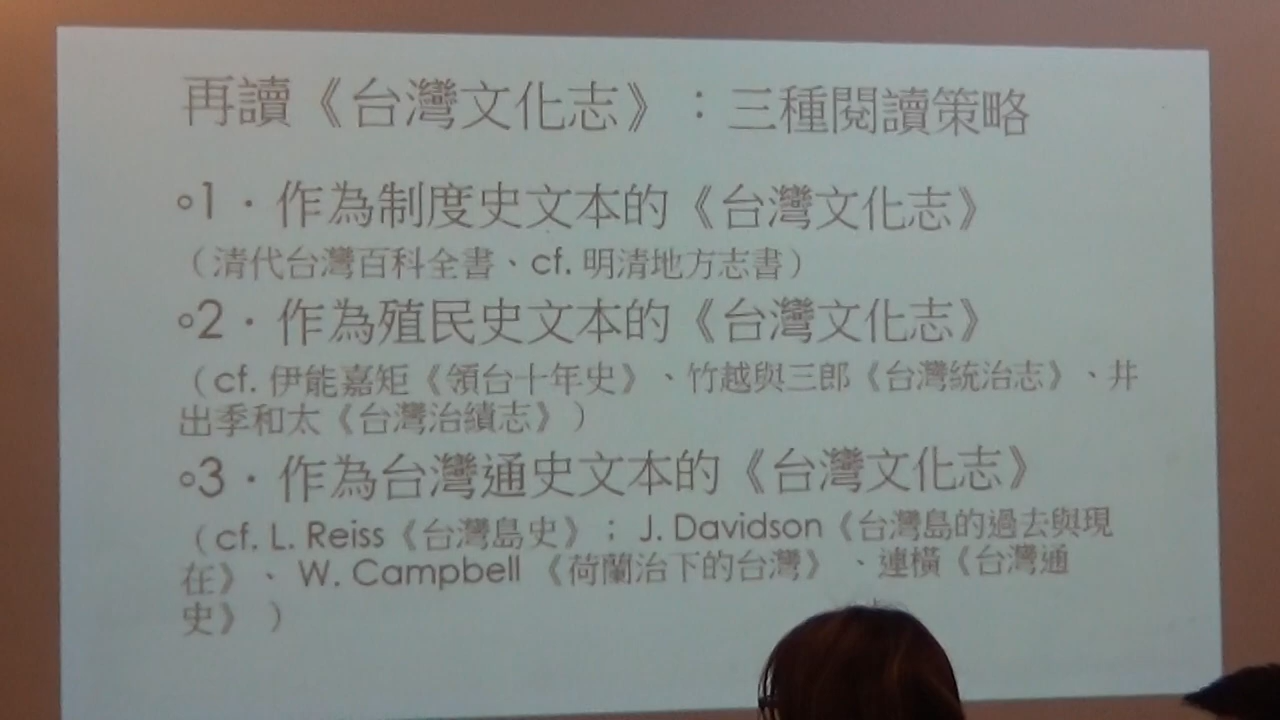 再讀《台灣文化志》：三種閱讀策略
◦1．作為制度史文本的《台灣文化志》
（清代台灣百科全書、cf. 明清地方志書）
◦2．作為殖民史文本的《台灣文化志》
（cf. 伊能嘉矩《領台十年史》、竹越與三郎《台灣統治志》、井
出季和太《台灣治績志》）
◦3．作為台灣通史文本的《台灣文化志》
（cf. L. Reiss《台灣島史》；J. Davidson《台灣島的過去與現
在》、W. Campbell《荷蘭治下的台灣》、連橫《台灣通
史》）